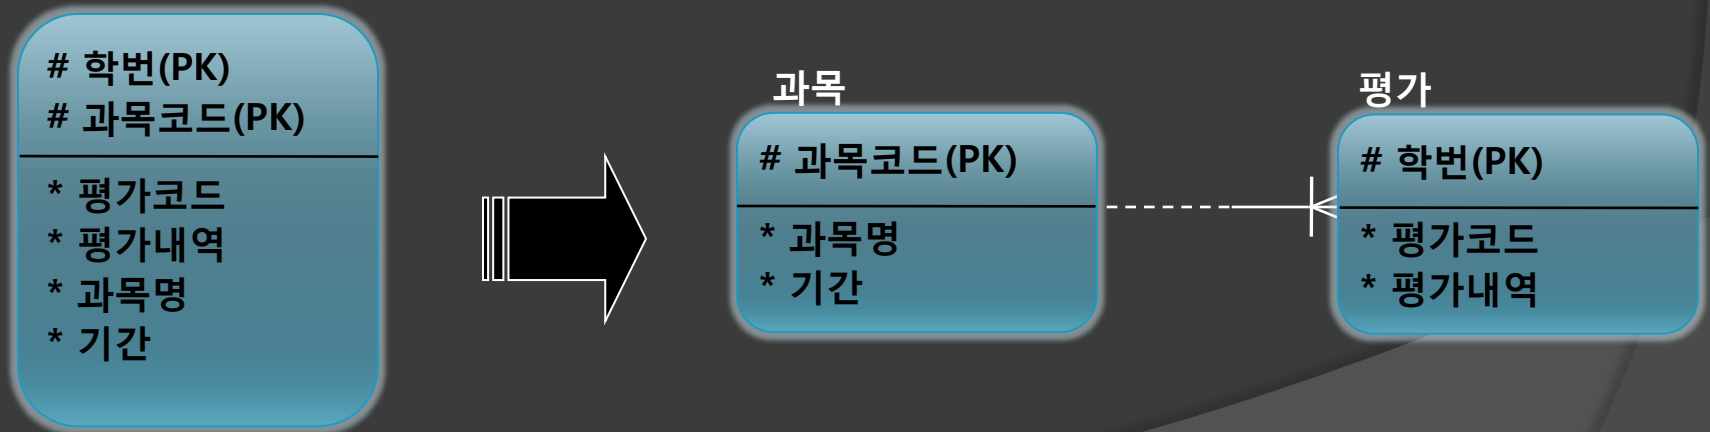 # 학번(PK)
# 과목코드(PK)
* 평가코드
* 평가내역
* 과목명
* 기간
과목
# 과목코드(PK)
* 과목명
* 기간
평가
# 학번(PK)
* 평가코드
* 평가내역